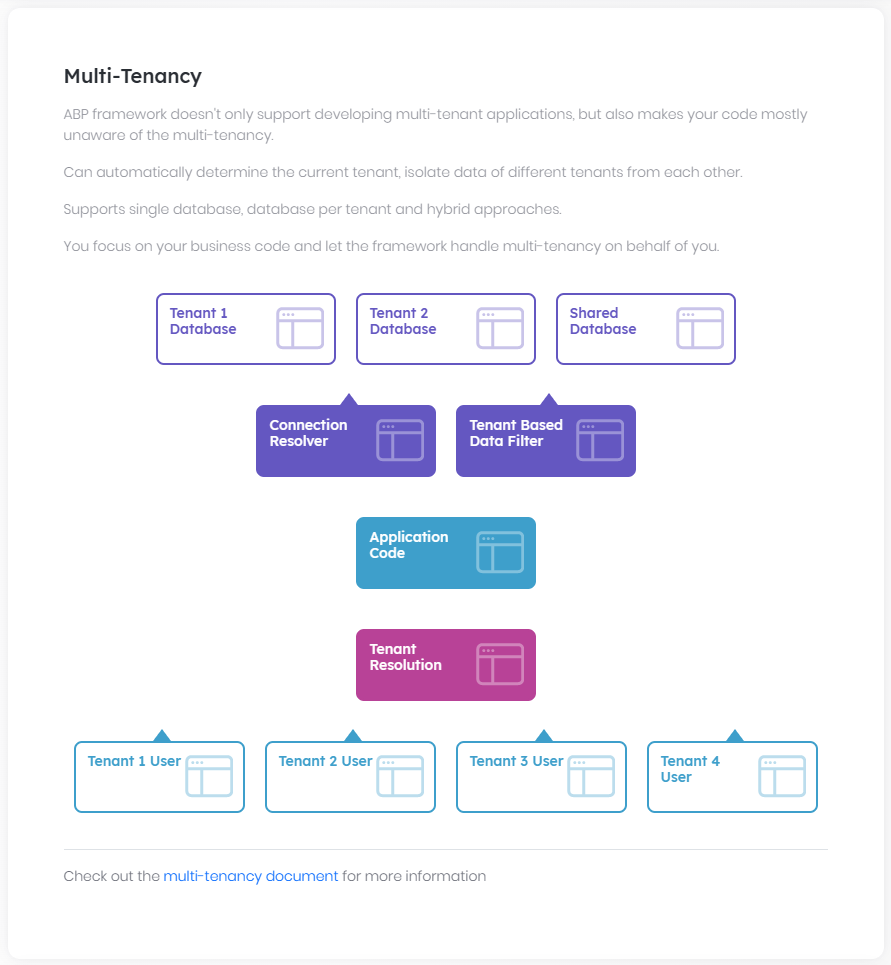 Multi-Tenancy
ABP framework doesn't only support developing multi-tenant applications, but also makes your code mostly
unaware of the multi-tenancy.
Can automatically determine the current tenant, isolate data of different tenants from each other.
Supports single database, database per tenant and hybrid approaches.
You focus on your business code and let the framework handle multi-tenancy on behalf of you.
Tenant 1
Database
Tenant 2
Database
Shared
Database
Connection
Resolver
Tenant Based
Data Filter
Application
Code
Tenant
Resolution
Tenant 1 User
Tenant 2 User
Tenant 3 User
Tenant 4
User
Check out the multi-tenancy document for more information